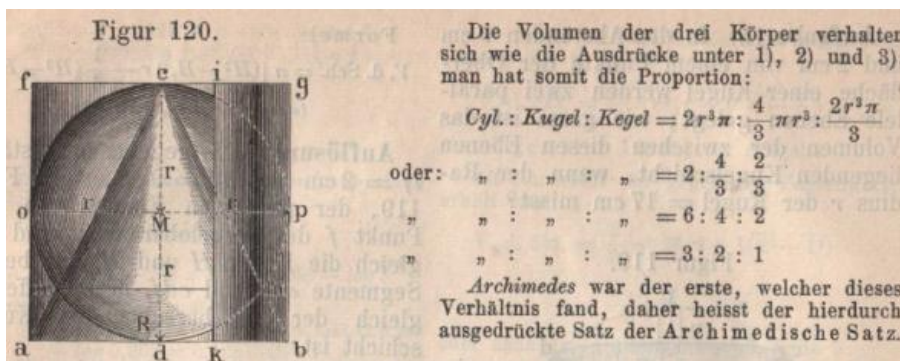 Figur 120.
f e i g
r
o r M r p
r
R
a d k b
Die Volumen der drei Körper verhalten
sich wie die Ausdrücke unter 1), 2) und 3)
man hat somit die Proportion:
Cyl. : Kugel : Kegel = 2r³π : 4/3 πr³ : 2r³π/3
oder: „ : „ : „ = 2 : 4/3 : 2/3
„ „ : „ : „ = 6 : 4 : 2
„ „ : „ : „ = 3 : 2 : 1
Archimedes war der erste, welcher dieses
Verhältnis fand, daher heisst der hierdurch
ausgedrückte Satz der Archimedische Satz.